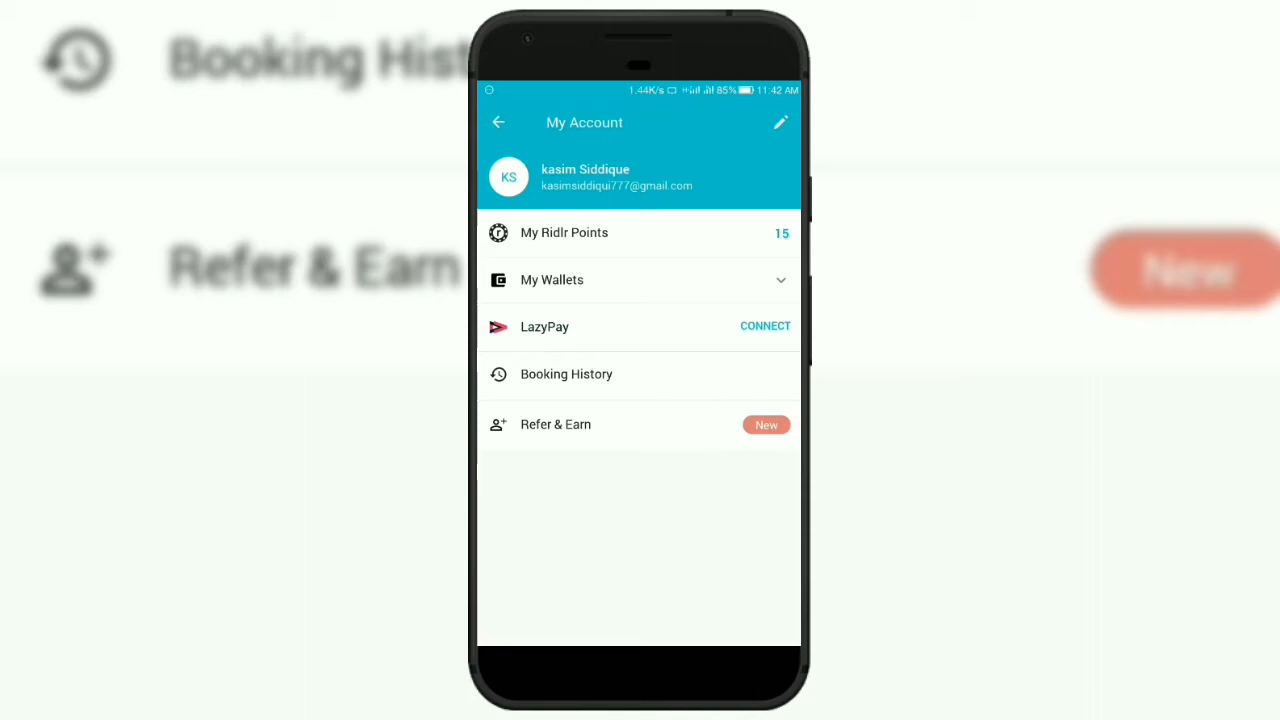 Booking Hist
Refer & Earn
New
1.44K/s 85% 11:42 AM
My Account
KS
kasim Siddique
kasimsiddiqui777@gmail.com
My Ridlr Points 15
My Wallets
LazyPay CONNECT
Booking History
Refer & Earn New